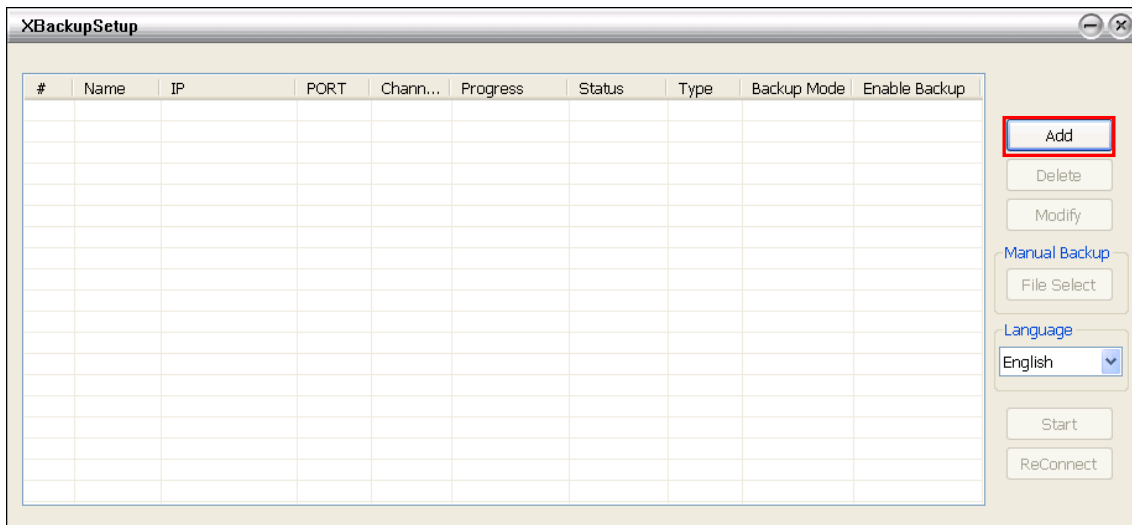 XBackupSetup
# Name IP PORT Chann... Progress Status Type Backup Mode Enable Backup
Add
Delete
Modify
Manual Backup
File Select
Language
English
Start
ReConnect